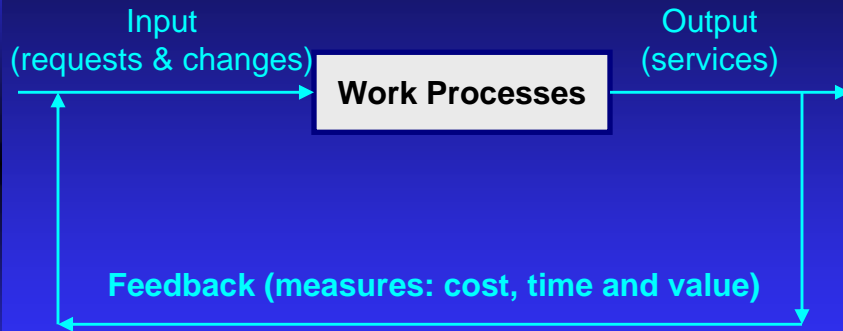 Input
(requests & changes)
Output
(services)
Work Processes
Feedback (measures: cost, time and value)